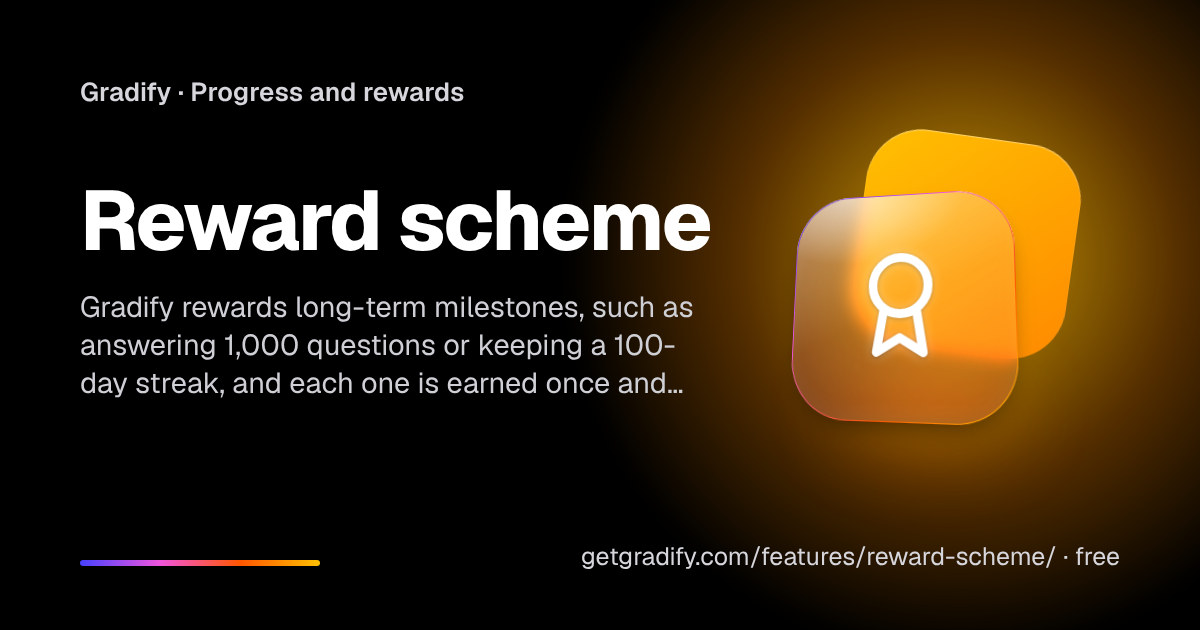 Gradify · Progress and rewards
Reward scheme
Gradify rewards long-term milestones, such as
answering 1,000 questions or keeping a 100-
day streak, and each one is earned once and…
getgradify.com/features/reward-scheme/ · free